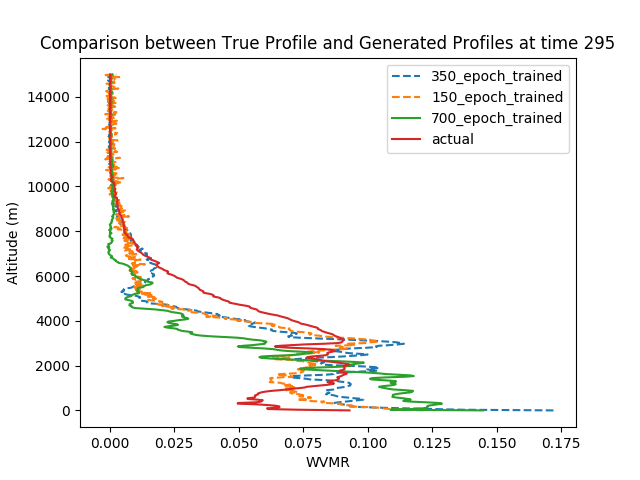 Comparison between True Profile and Generated Profiles at time 295
350_epoch_trained
150_epoch_trained
700_epoch_trained
actual
Altitude (m)
14000
12000
10000
8000
6000
4000
2000
0
0.000 0.025 0.050 0.075 0.100 0.125 0.150 0.175
WVMR